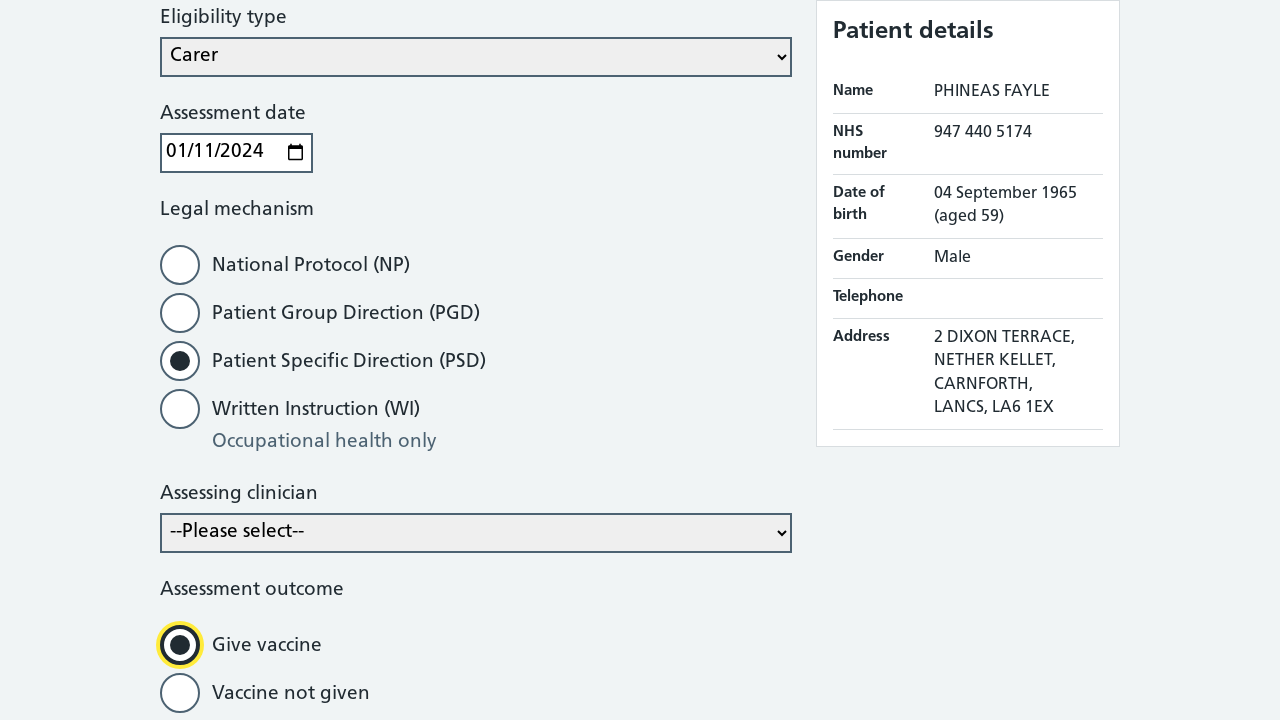 Eligibility type
Carer
Assessment date
01/11/2024
Legal mechanism
National Protocol (NP)
Patient Group Direction (PGD)
Patient Specific Direction (PSD)
Written Instruction (WI)
Occupational health only
Assessing clinician
--Please select--
Assessment outcome
Give vaccine
Vaccine not given
Patient details
Name PHINEAS FAYLE
NHS 947 440 5174
number
Date of 04 September 1965
birth (aged 59)
Gender Male
Telephone
Address 2 DIXON TERRACE,
NETHER KELLET,
CARNFORTH,
LANCS, LA6 1EX